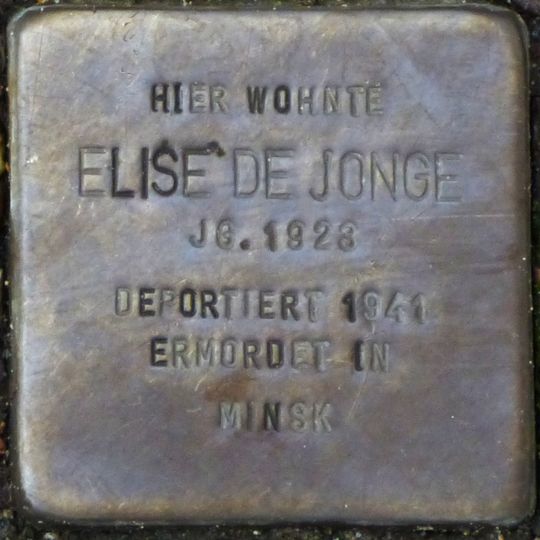 HIER WOHNTE
ELISE DE JONGE
JG. 1923
DEPORTIERT 1941
ERMORDET IN
MINSK